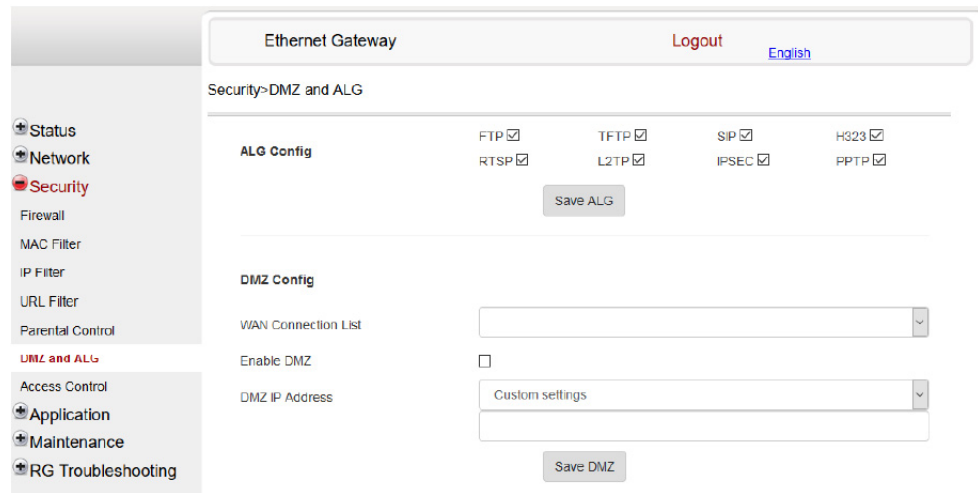 Ethernet Gateway
Logout
English
Security>DMZ and ALG
Status
Network
Security
Firewall
MAC Filter
IP Filter
URL Filter
Parental Control
DMZ and ALG
Access Control
Application
Maintenance
RG Troubleshooting
ALG Config
FTP TFTP SIP H323
RTSP L2TP IPSEC PPTP
Save ALG
DMZ Config
WAN Connection List
Enable DMZ
DMZ IP Address
Custom settings
Save DMZ